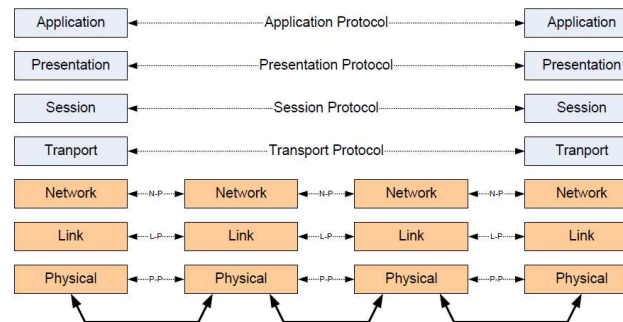 Application Application Protocol Application
Presentation Presentation Protocol Presentation
Session Session Protocol Session
Tranport Transport Protocol Tranport
Network N-P Network N-P Network N-P Network
Link L-P Link L-P Link L-P Link
Physical P-P Physical P-P Physical P-P Physical